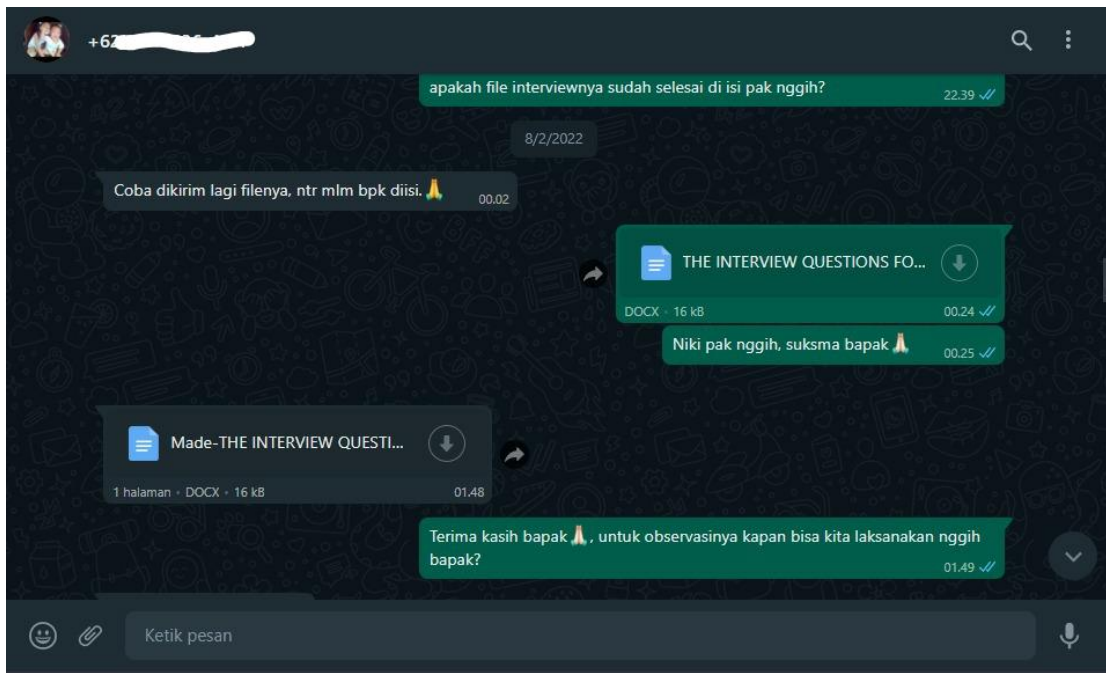 +62
apakah file interviewnya sudah selesai di isi pak nggih?
22.39
8/2/2022
Coba dikirim lagi filenya, ntr mlm bpk diisi.🙏
00.02
THE INTERVIEW QUESTIONS FO...
DOCX · 16 kB
00.24
Niki pak nggih, suksma bapak🙏🏻
00.25
Made-THE INTERVIEW QUESTI...
1 halaman · DOCX · 16 kB
01.48
Terima kasih bapak🙏🏻, untuk observasinya kapan bisa kita laksanakan nggih
bapak?
01.49
Ketik pesan